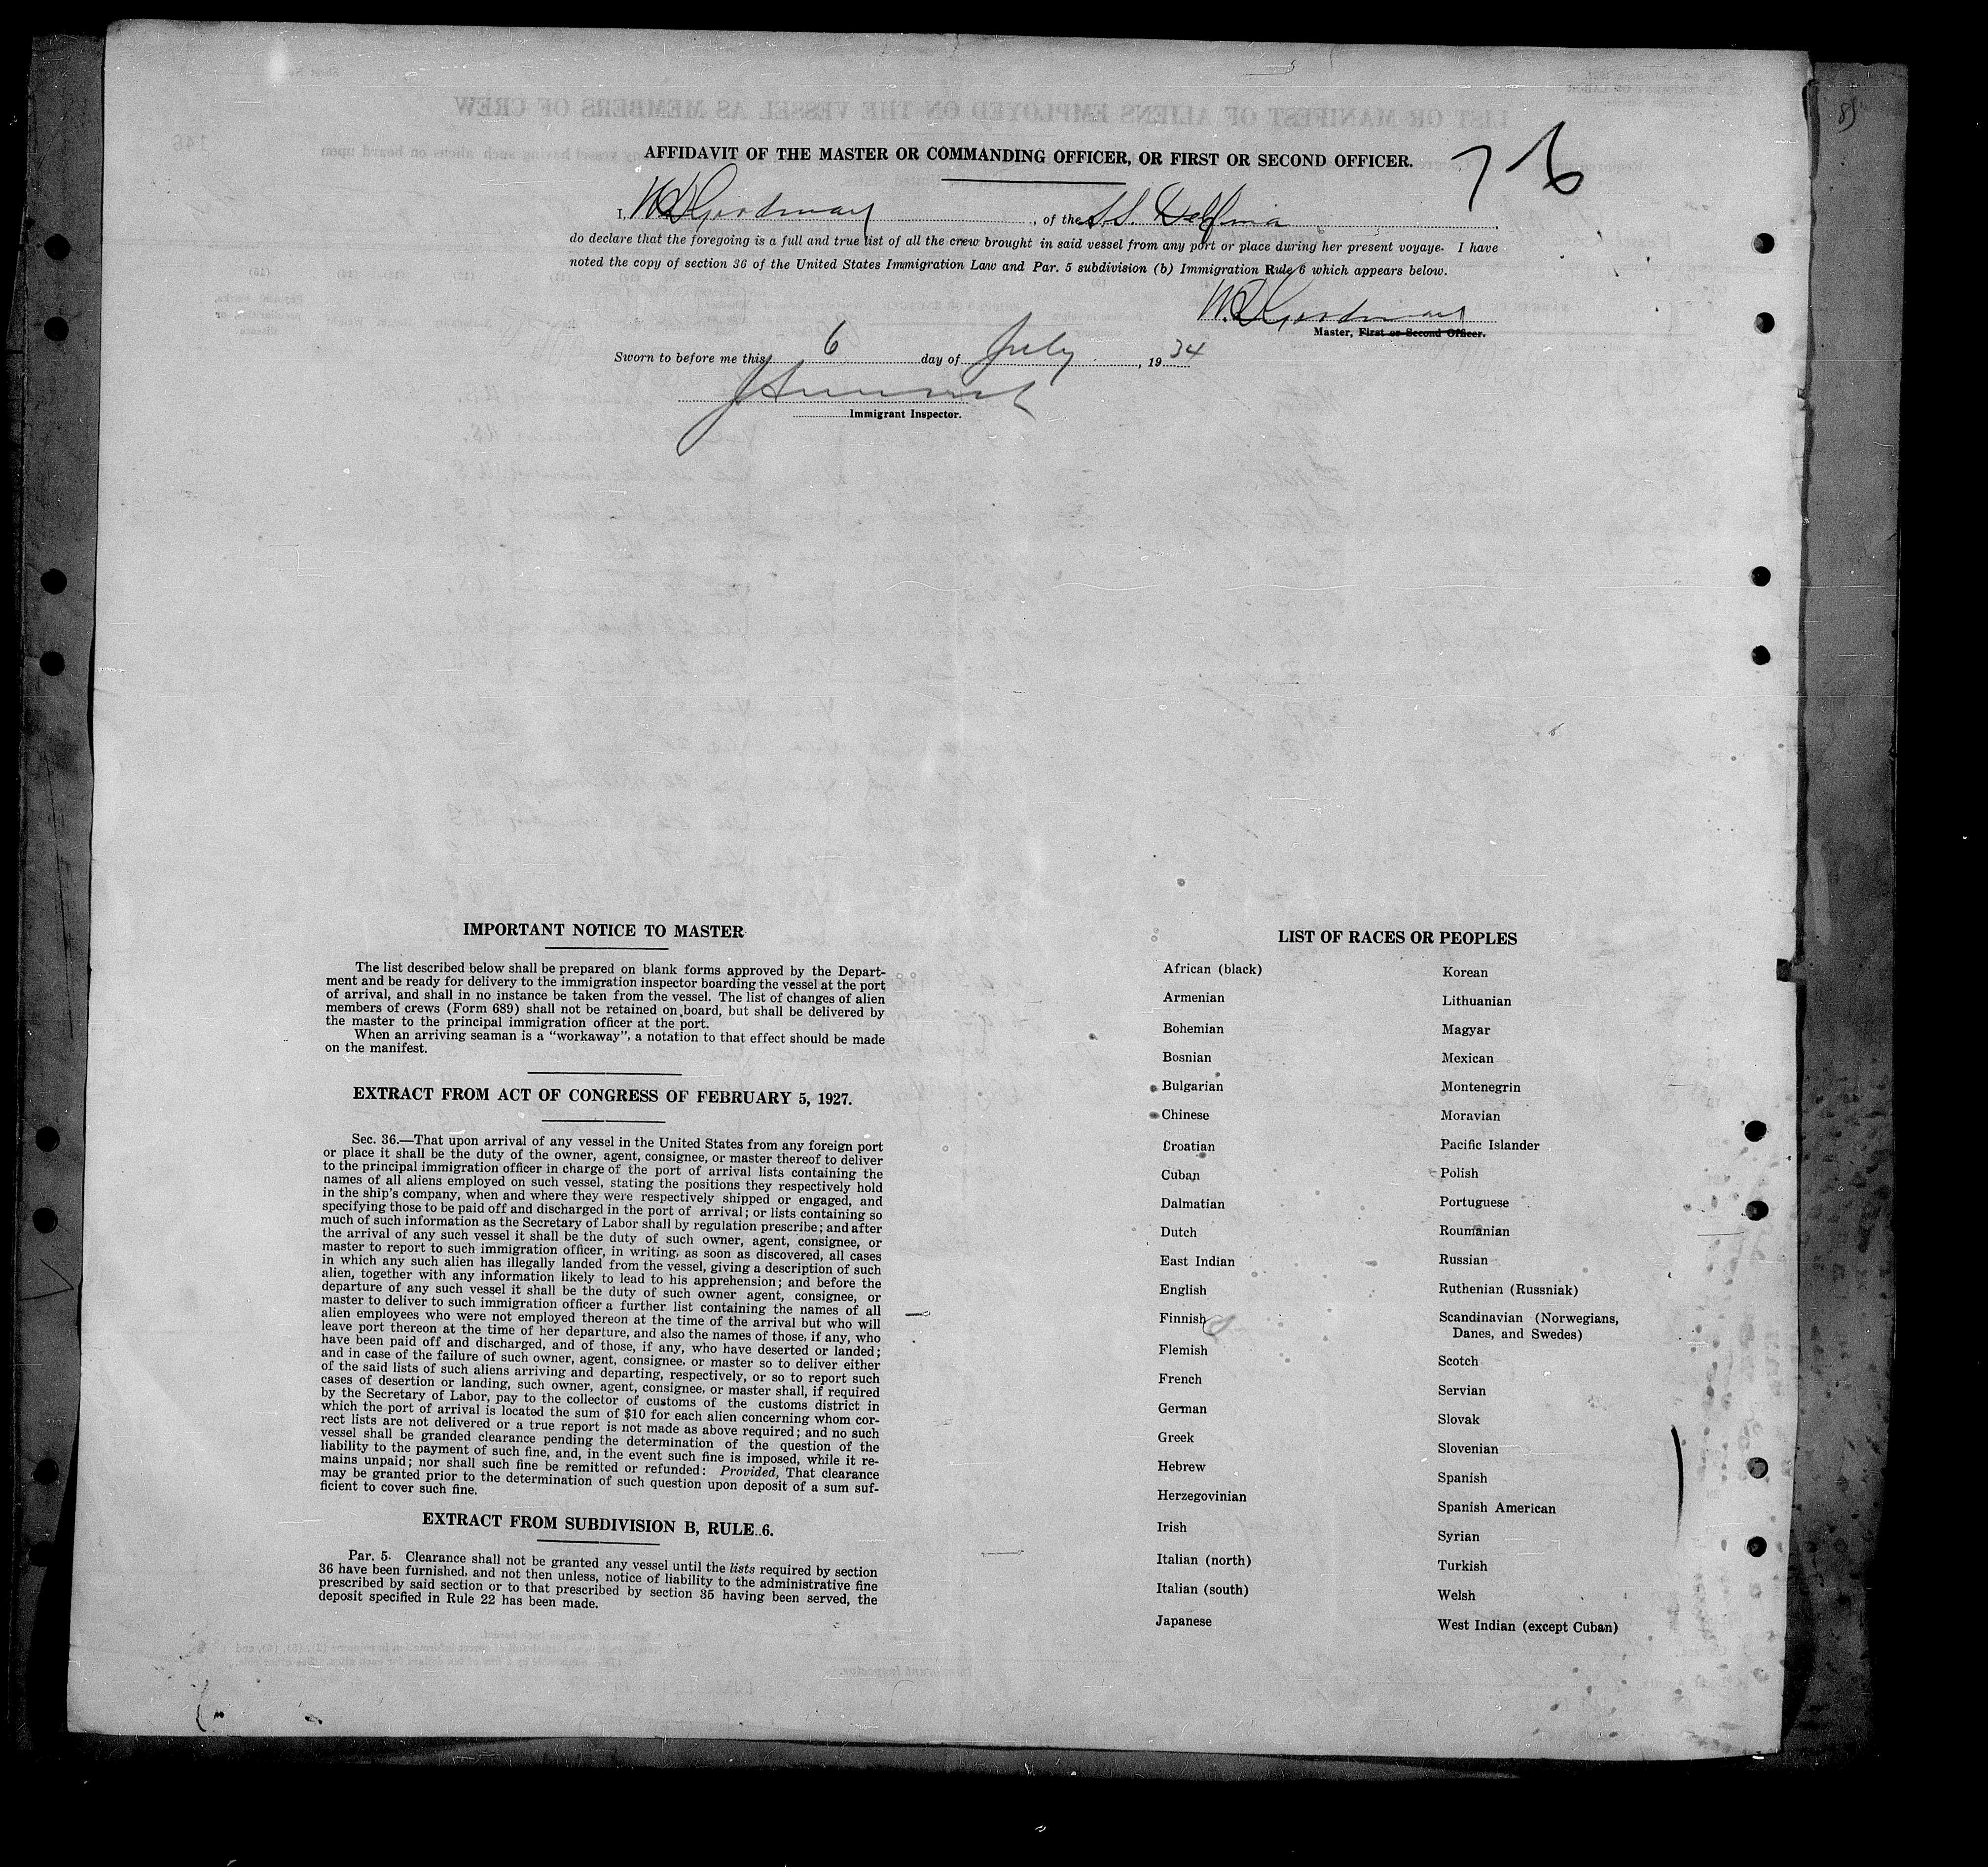 AFFIDAVIT OF THE MASTER OR COMMANDING OFFICER, OR FIRST OR SECOND OFFICER.
76
I, W D Goodman, of the S.S. Delfina
do declare that the foregoing is a full and true list of all the crew brought in said vessel from any port or place during her present voyaye. I have
noted the copy of section 36 of the United States Immigration Law and Par. 5 subdivision (b) Immigration Rule 6 which appears below.
W. D Goodman
Master, First or Second Officer.
Sworn to before me this 6 day of July, 1934
Immigrant Inspector.
IMPORTANT NOTICE TO MASTER
The list described below shall be prepared on blank forms approved by the Depart-
ment and be ready for delivery to the immigration inspector boarding the vessel at the port
of arrival, and shall in no instance be taken from the vessel. The list of changes of alien
members of crews (Form 689) shall not be retained on board, but shall be delivered by
the master to the principal immigration officer at the port.
When an arriving seaman is a "workaway", a notation to that effect should be made
on the manifest.
EXTRACT FROM ACT OF CONGRESS OF FEBRUARY 5, 1927.
Sec. 36.—That upon arrival of any vessel in the United States from any foreign port
or place it shall be the duty of the owner, agent, consignee, or master thereof to deliver
to the principal immigration officer in charge of the port of arrival lists containing the
names of all aliens employed on such vessel, stating the positions they respectively hold
in the ship's company, when and where they were respectively shipped or engaged, and
specifying those to be paid off and discharged in the port of arrival; or lists containing so
much of such information as the Secretary of Labor shall by regulation prescribe; and after
the arrival of any such vessel it shall be the duty of such owner, agent, consignee, or
master to report to such immigration officer, in writing, as soon as discovered, all cases
in which any such alien has illegally landed from the vessel, giving a description of such
alien, together with any information likely to lead to his apprehension; and before the
departure of any such vessel it shall be the duty of such owner agent, consignee, or
master to deliver to such immigration officer a further list containing the names of all
alien employees who were not employed thereon at the time of the arrival but who will
leave port thereon at the time of her departure, and also the names of those, if any, who
have been paid off and discharged, and of those, if any, who have deserted or landed;
and in case of the failure of such owner, agent, consignee, or master so to deliver either
of the said lists of such aliens arriving and departing, respectively, or so to report such
cases of desertion or landing, such owner, agent, consignee, or master shall, if required
by the Secretary of Labor, pay to the collector of customs of the customs district in
which the port of arrival is located the sum of $10 for each alien concerning whom cor-
rect lists are not delivered or a true report is not made as above required; and no such
vessel shall be granded clearance pending the determination of the question of the
liability to the payment of such fine, and, in the event such fine is imposed, while it re-
mains unpaid; nor shall such fine be remitted or refunded: Provided, That clearance
may be granted prior to the determination of such question upon deposit of a sum suf-
ficient to cover such fine.
EXTRACT FROM SUBDIVISION B, RULE 6.
Par. 5. Clearance shall not be granted any vessel until the lists required by section
36 have been furnished, and not then unless, notice of liability to the administrative fine
prescribed by said section or to that prescribed by section 35 having been served, the
deposit specified in Rule 22 has been made.
LIST OF RACES OR PEOPLES
African (black)
Armenian
Bohemian
Bosnian
Bulgarian
Chinese
Croatian
Cuban
Dalmatian
Dutch
East Indian
English
Finnish
Flemish
French
German
Greek
Hebrew
Herzegovinian
Irish
Italian (north)
Italian (south)
Japanese
Korean
Lithuanian
Magyar
Mexican
Montenegrin
Moravian
Pacific Islander
Polish
Portuguese
Roumanian
Russian
Ruthenian (Russniak)
Scandinavian (Norwegians,
Danes, and Swedes)
Scotch
Servian
Slovak
Slovenian
Spanish
Spanish American
Syrian
Turkish
Welsh
West Indian (except Cuban)